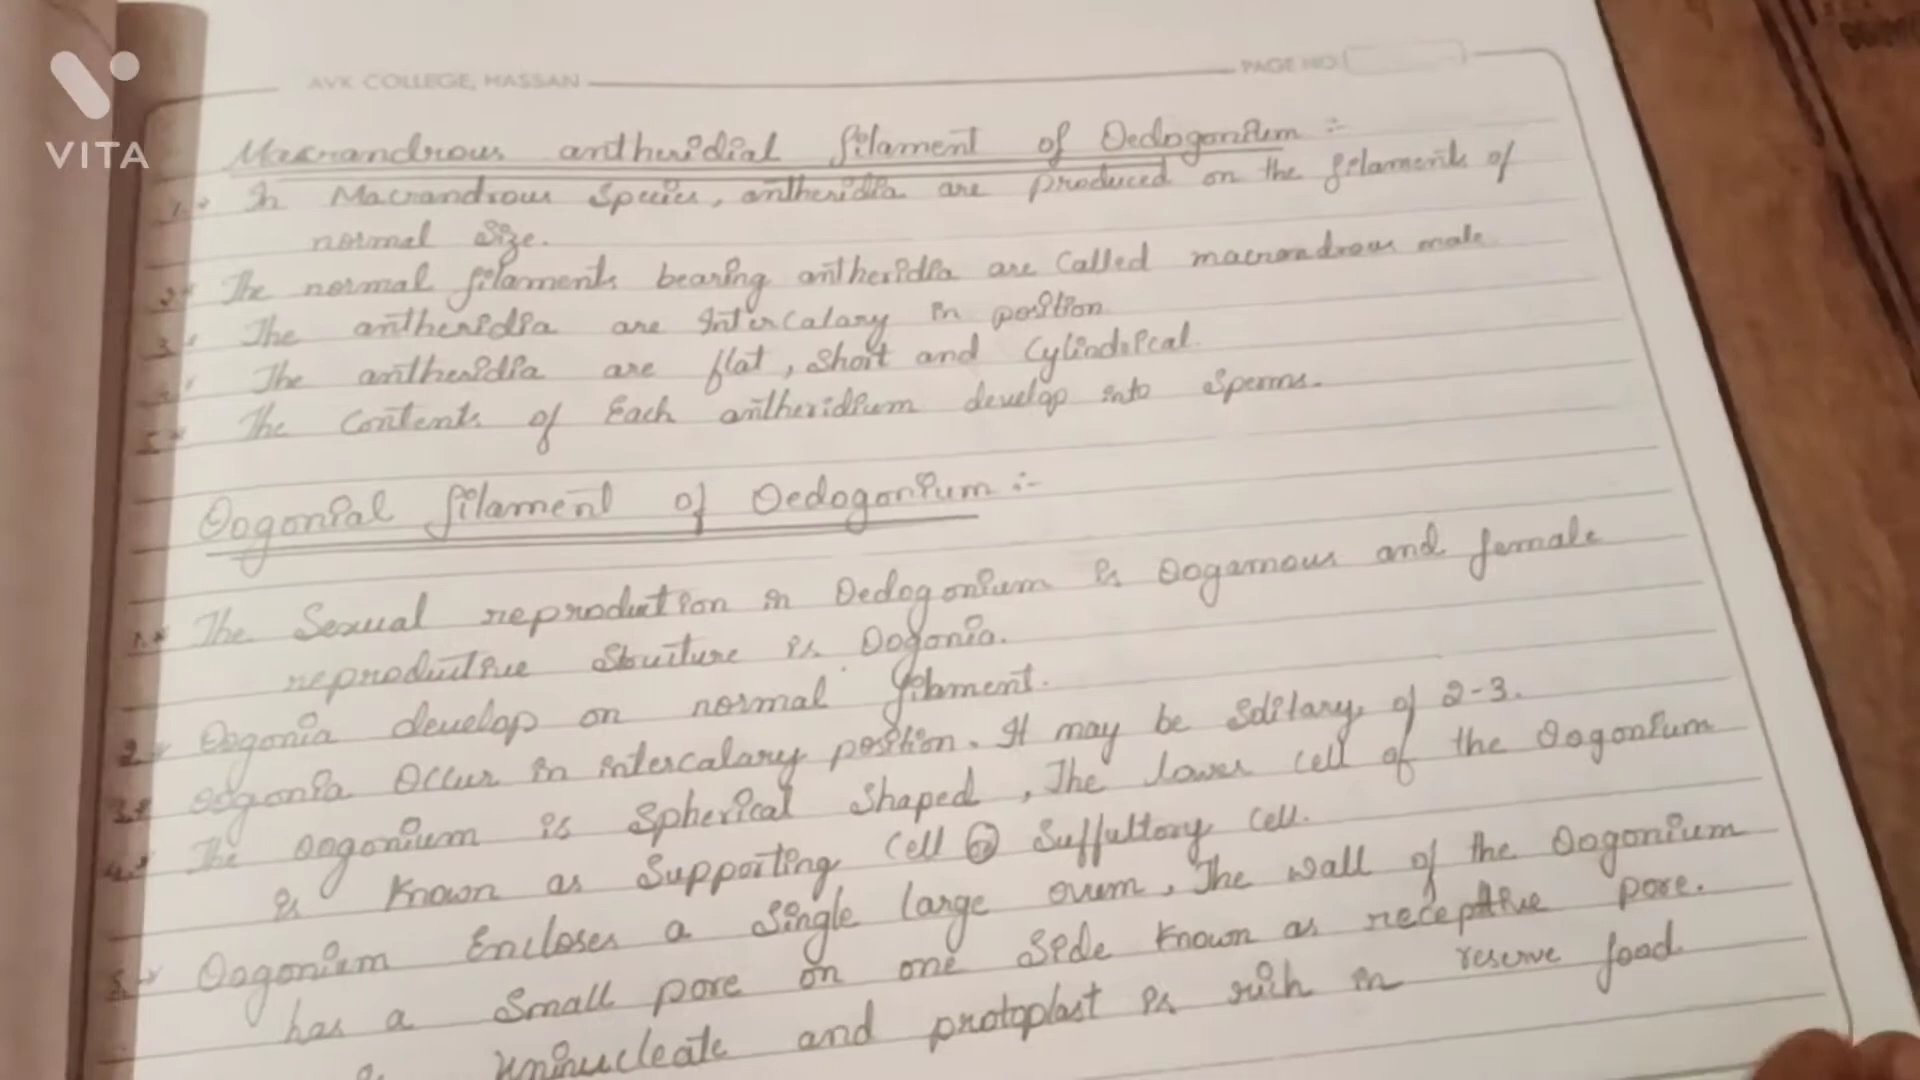 VITA
AVK COLLEGE, HASSAN
PAGE NO
Macrandrous antheridial filament of Oedogonium :-
1. In Macrandrous Species, antheridia are produced on the filaments of
normal Size.
2. The normal filaments bearing antheridia are called macrandrous male
3. The antheridia are Intercalary in position
The antheridia are flat, Short and Cylindrical.
5. The Contents of Each antheridium develop into Sperms.
Oogonial filament of Oedogonium :-
1. The Sexual reproduction in Oedogonium is Oogamous and female
reproductive Structure is Oogonia.
2. Oogonia develop on normal filament.
3. Oogonia Occur in intercalary position. It may be Solitary, of 2-3.
4. The oogonium is Spherical Shaped, The lower cell of the Oogonium
is Known as Supporting Cell or Suffultory Cell.
5. Oogonium Encloses a Single large ovum, The wall of the Oogonium
has a Small pore on one Side Known as receptive pore.
uninucleate and protoplast is rich in reserve food.